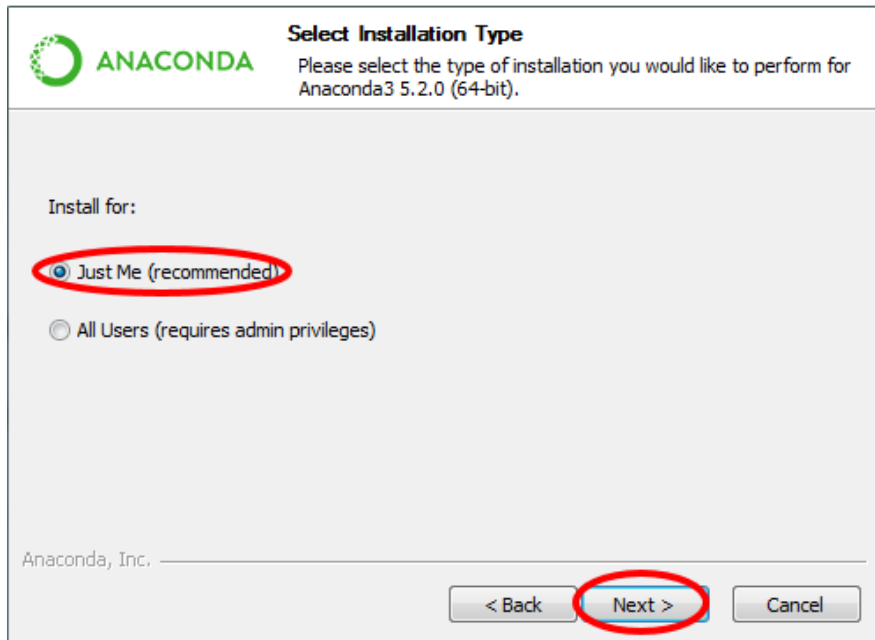 ANACONDA
Select Installation Type
Please select the type of installation you would like to perform for
Anaconda3 5.2.0 (64-bit).
Install for:
Just Me (recommended)
All Users (requires admin privileges)
Anaconda, Inc.
< Back
Next >
Cancel